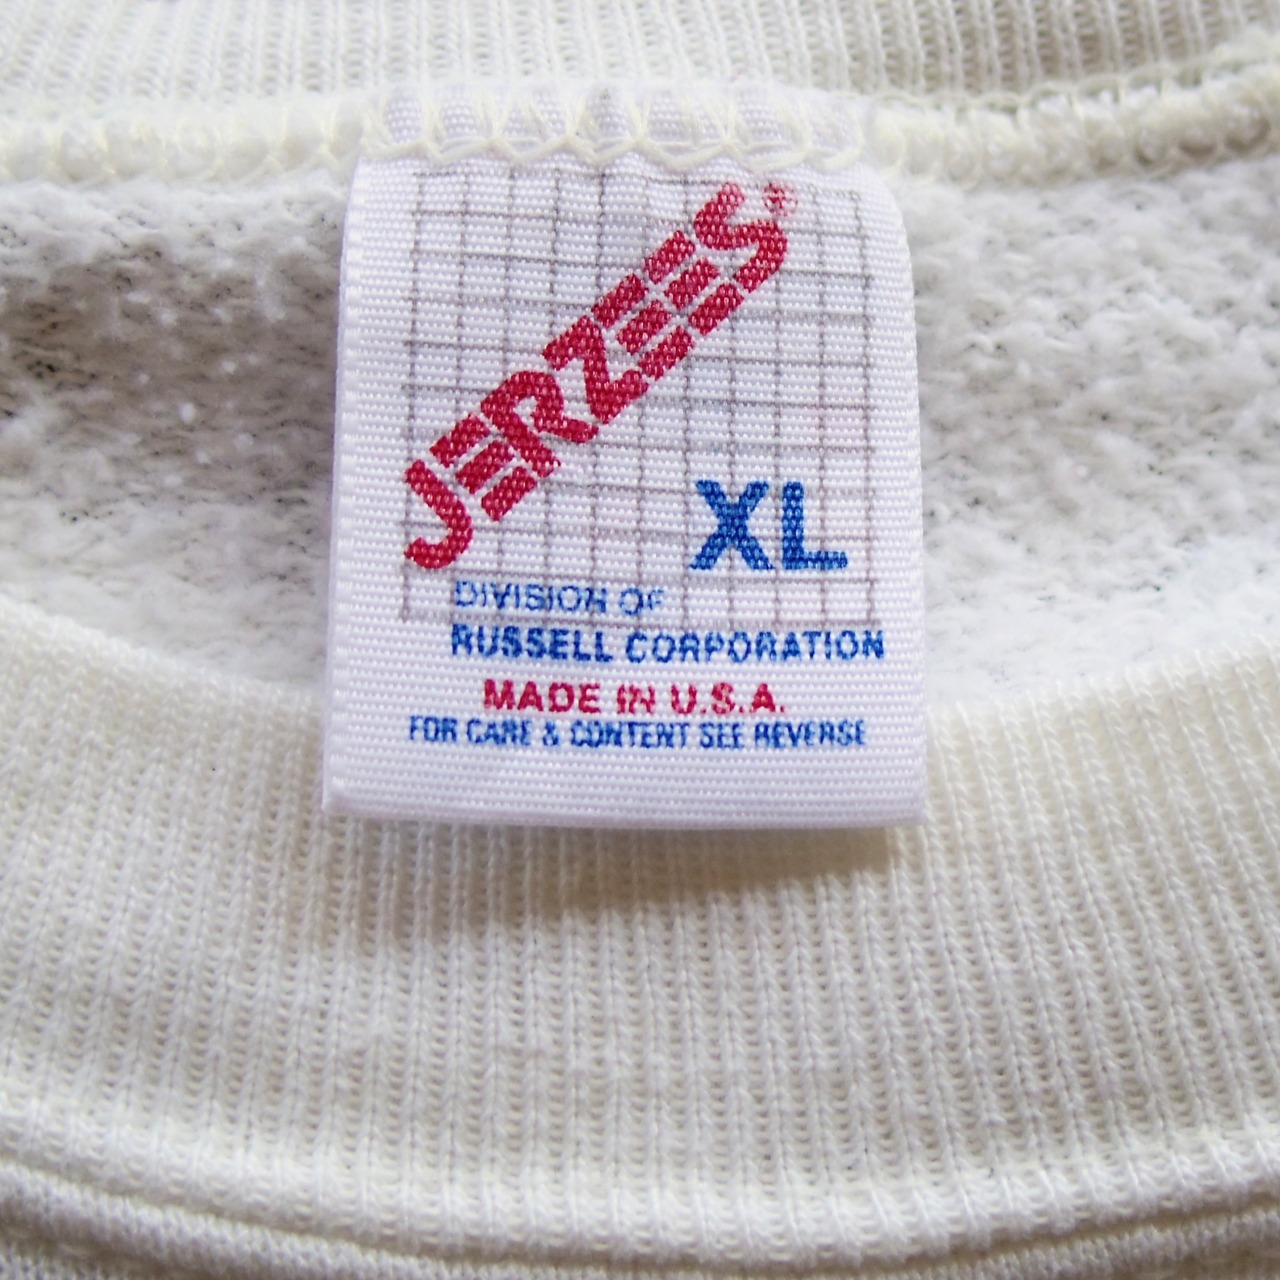 JERZEES®
XL
DIVISION OF
RUSSELL CORPORATION
MADE IN U.S.A.
FOR CARE & CONTENT SEE REVERSE